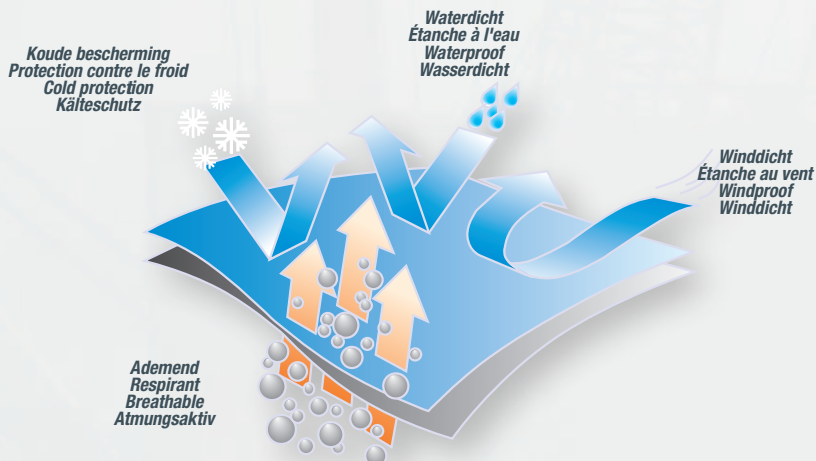 Koude bescherming
Protection contre le froid
Cold protection
Kälteschutz
Waterdicht
Étanche à l'eau
Waterproof
Wasserdicht
Winddicht
Étanche au vent
Windproof
Winddicht
Ademend
Respirant
Breathable
Atmungsaktiv